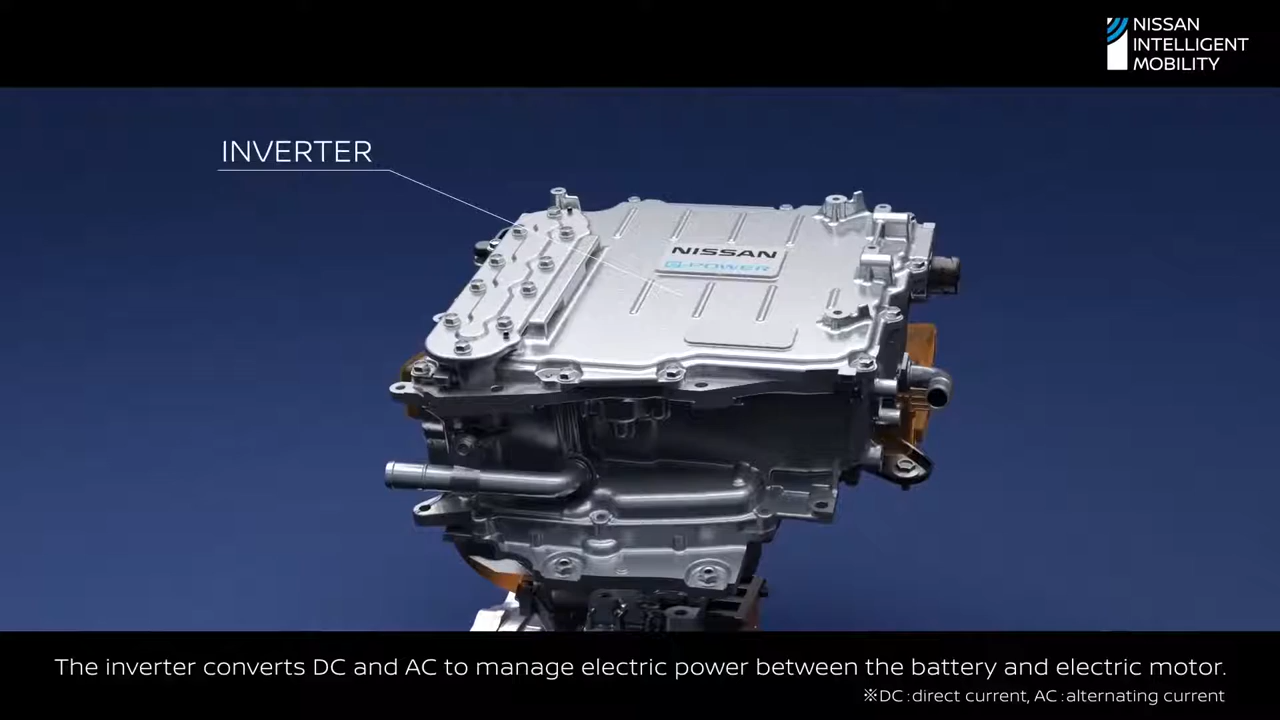 NISSAN
INTELLIGENT
MOBILITY
INVERTER
NISSAN
e-POWER
The inverter converts DC and AC to manage electric power between the battery and electric motor.
※DC :direct current, AC :alternating current